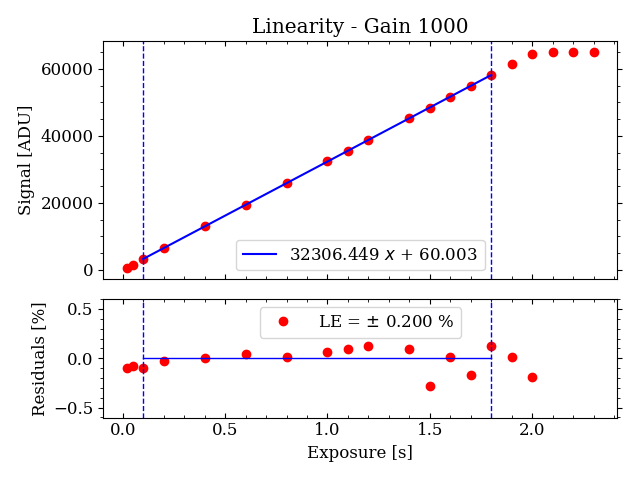 Linearity - Gain 1000
60000
40000
20000
0
Signal [ADU]
32306.449 x + 60.003
0.5
0.0
−0.5
Residuals [%]
LE = ± 0.200 %
0.0 0.5 1.0 1.5 2.0
Exposure [s]